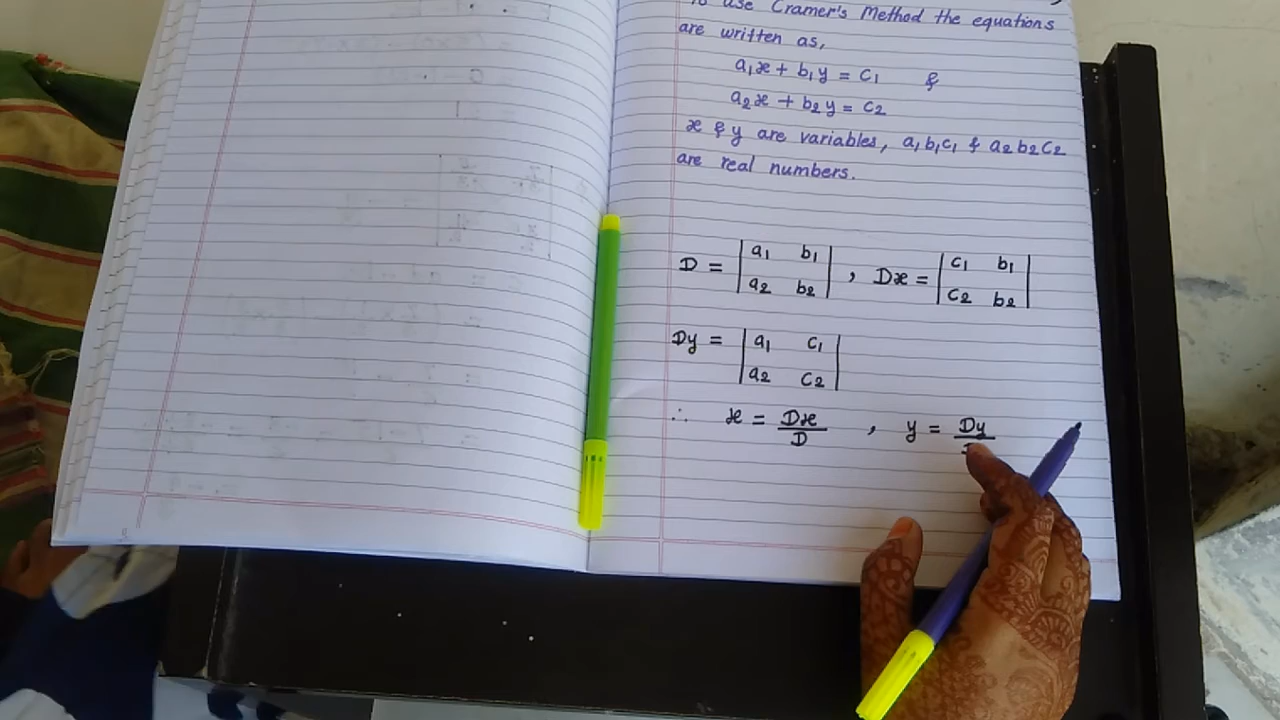 To use Cramer's Method the equations
are written as,
a₁x + b₁y = c₁ &
a₂x + b₂y = c₂
x & y are variables, a₁b₁c₁ & a₂b₂c₂
are real numbers.
D = | a₁ b₁ | , Dx = | c₁ b₁ |
| a₂ b₂ | | c₂ b₂ |
Dy = | a₁ c₁ |
| a₂ c₂ |
∴ x = Dx/D , y = Dy/